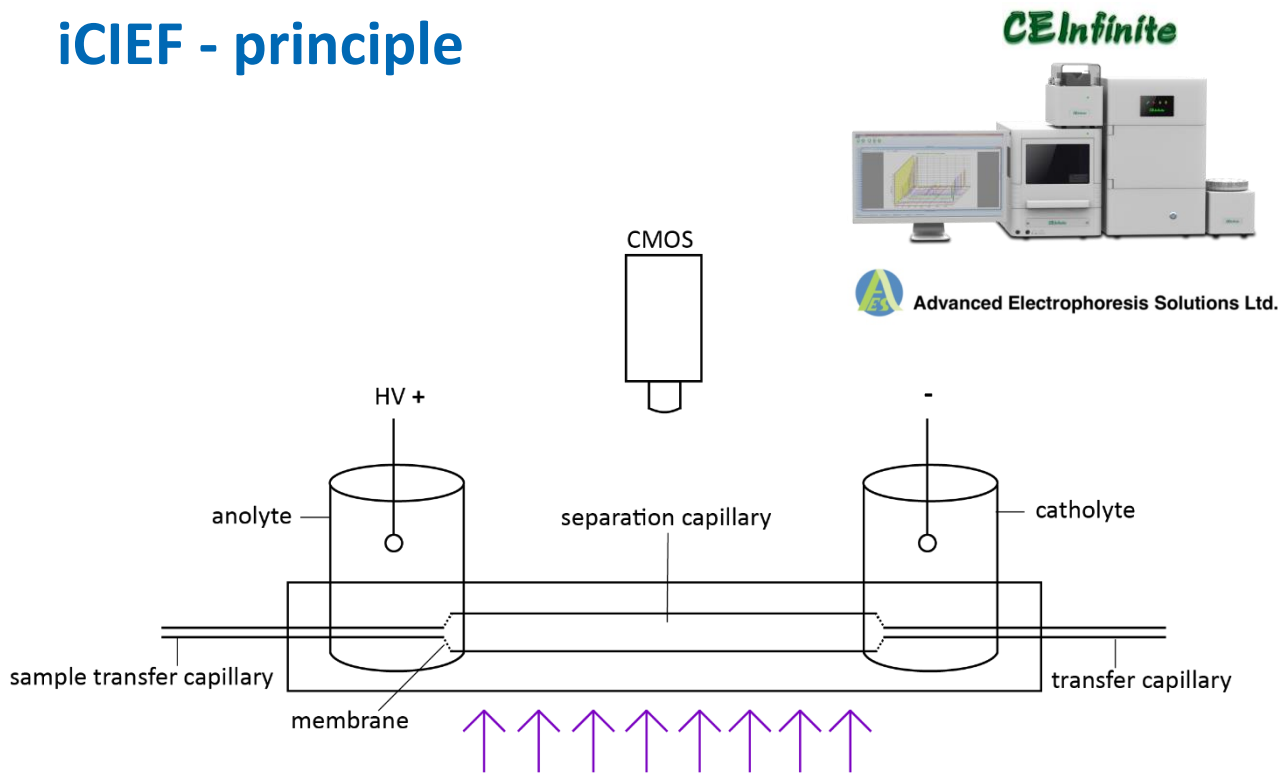 iCIEF - principle
CEInfinite
AES
Advanced Electrophoresis Solutions Ltd.
CMOS
HV +
-
anolyte
separation capillary
catholyte
sample transfer capillary
membrane
transfer capillary